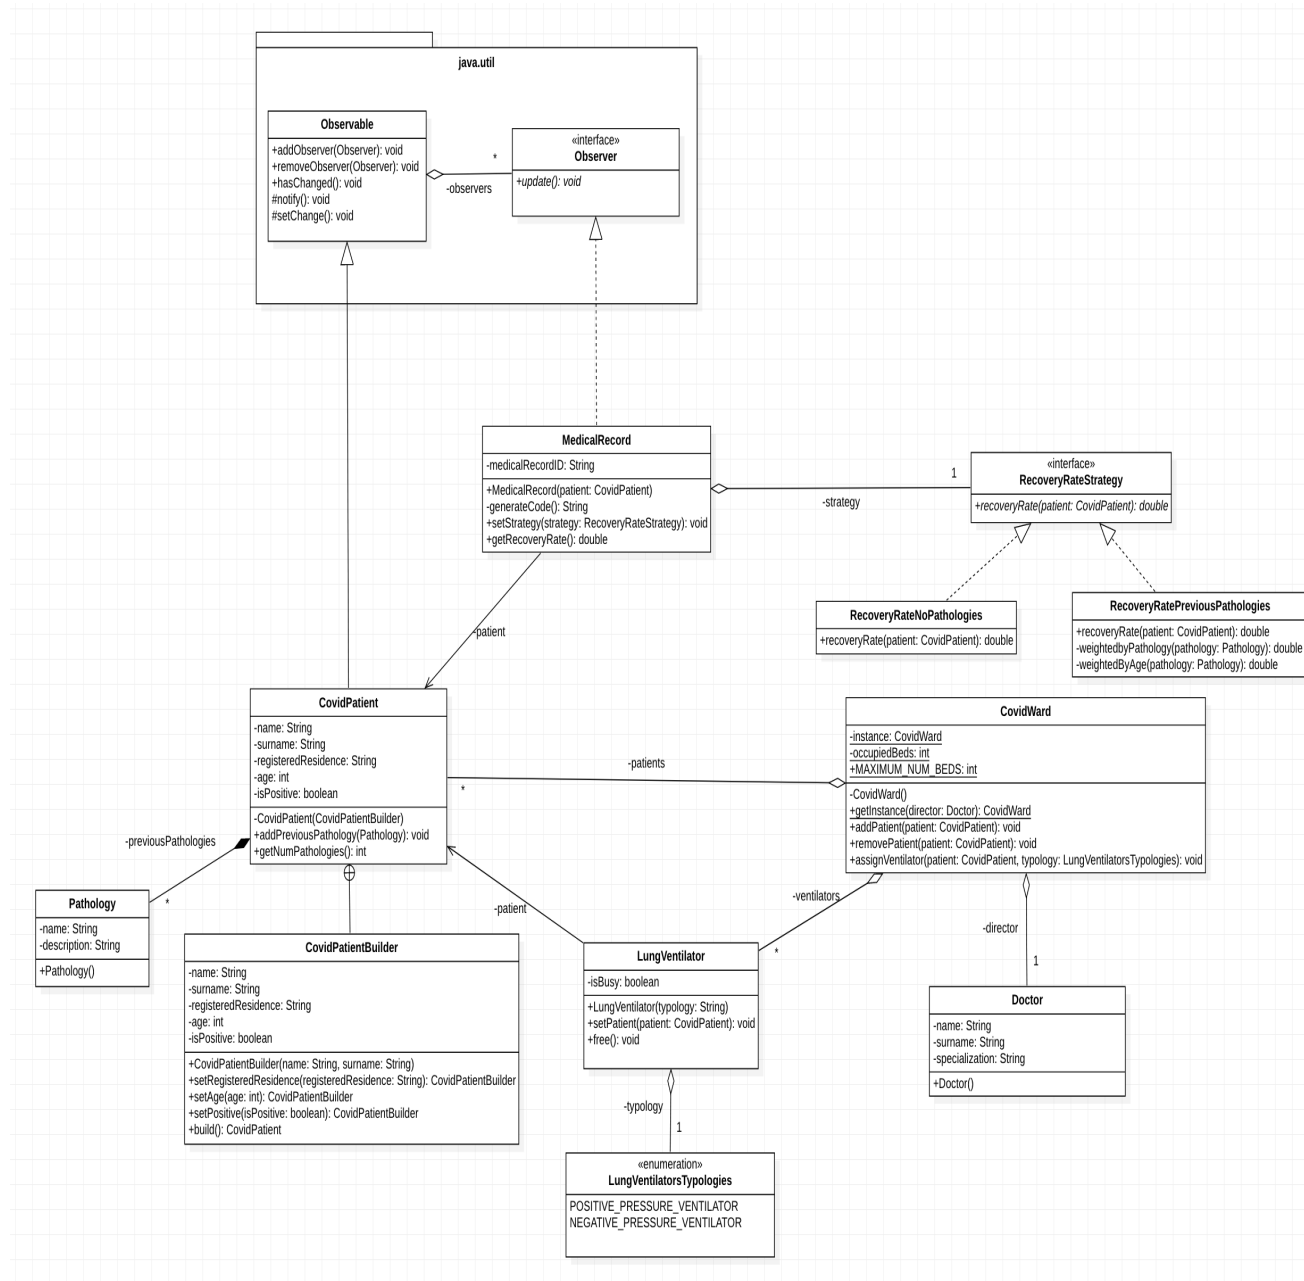 java.util
Observable
+addObserver(Observer): void
+removeObserver(Observer): void
+hasChanged(): void
#notify(): void
#setChange(): void
*
-observers
«interface»
Observer
+update(): void
MedicalRecord
-medicalRecordID: String
+MedicalRecord(patient: CovidPatient)
-generateCode(): String
+setStrategy(strategy: RecoveryRateStrategy): void
+getRecoveryRate(): double
1
-strategy
«interface»
RecoveryRateStrategy
+recoveryRate(patient: CovidPatient): double
RecoveryRateNoPathologies
+recoveryRate(patient: CovidPatient): double
RecoveryRatePreviousPathologies
+recoveryRate(patient: CovidPatient): double
-weightedbyPathology(pathology: Pathology): double
-weightedByAge(pathology: Pathology): double
-patient
CovidPatient
-name: String
-surname: String
-registeredResidence: String
-age: int
-isPositive: boolean
-CovidPatient(CovidPatientBuilder)
+addPreviousPathology(Pathology): void
+getNumPathologies(): int
-patients
*
CovidWard
-instance: CovidWard
-occupiedBeds: int
+MAXIMUM_NUM_BEDS: int
-CovidWard()
+getInstance(director: Doctor): CovidWard
+addPatient(patient: CovidPatient): void
+removePatient(patient: CovidPatient): void
+assignVentilator(patient: CovidPatient, typology: LungVentilatorsTypologies): void
-previousPathologies
*
Pathology
-name: String
-description: String
+Pathology()
CovidPatientBuilder
-name: String
-surname: String
-registeredResidence: String
-age: int
-isPositive: boolean
+CovidPatientBuilder(name: String, surname: String)
+setRegisteredResidence(registeredResidence: String): CovidPatientBuilder
+setAge(age: int): CovidPatientBuilder
+setPositive(isPositive: boolean): CovidPatientBuilder
+build(): CovidPatient
-patient
-ventilators
*
LungVentilator
-isBusy: boolean
+LungVentilator(typology: String)
+setPatient(patient: CovidPatient): void
+free(): void
-director
1
Doctor
-name: String
-surname: String
-specialization: String
+Doctor()
-typology
1
«enumeration»
LungVentilatorsTypologies
POSITIVE_PRESSURE_VENTILATOR
NEGATIVE_PRESSURE_VENTILATOR